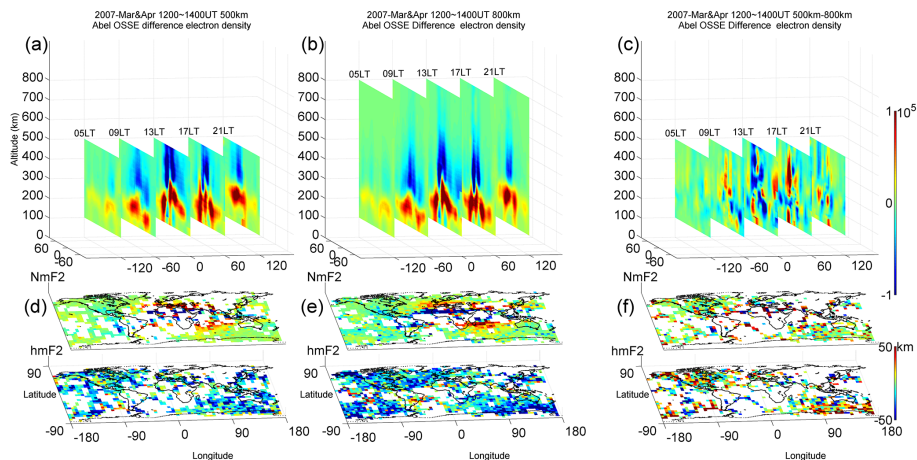 2007-Mar&Apr 1200~1400UT 500km
Abel OSSE Difference electron density
(a)
05LT 09LT 13LT 17LT 21LT
Altitude (km)
800
700
600
500
400
300
200
100
0
60
0
-60
-120 -60 0 60 120
2007-Mar&Apr 1200~1400UT 800km
Abel OSSE Difference electron density
(b)
05LT 09LT 13LT 17LT 21LT
800
700
600
500
400
300
200
100
0
60
0
-60
-120 -60 0 60 120
2007-Mar&Apr 1200~1400UT 500km-800km
Abel OSSE Difference electron density
(c)
05LT 09LT 13LT 17LT 21LT
800
700
600
500
400
300
200
100
0
60
0
-60
-120 -60 0 60 120
1 10^5
0
-1
NmF2
(d)
hmF2
90
Latitude
-90
-180 -90 0 90 180
Longitude
NmF2
(e)
hmF2
90
Latitude
-90
-180 -90 0 90 180
Longitude
NmF2
(f)
hmF2
90
Latitude
-90
-180 -90 0 90 180
Longitude
50 km
0
-50